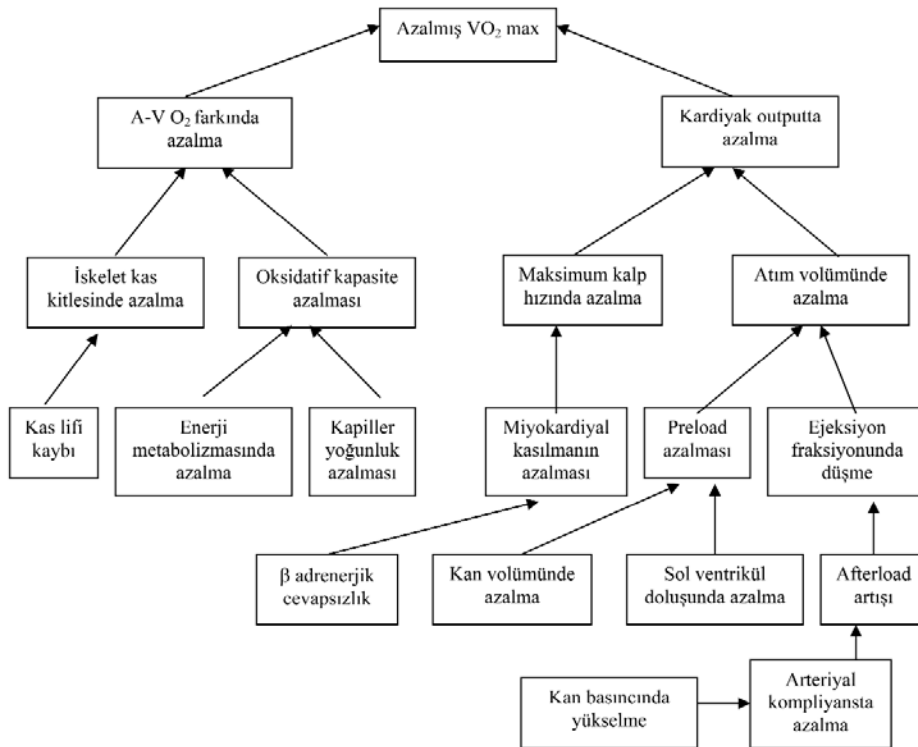 Azalmış VO₂ max
A-V O₂ farkında
azalma
Kardiyak outputta
azalma
İskelet kas
kitlesinde azalma
Oksidatif kapasite
azalması
Maksimum kalp
hızında azalma
Atım volümünde
azalma
Kas lifi
kaybı
Enerji
metabolizmasında
azalma
Kapiller
yoğunluk
azalması
Miyokardiyal
kasılmanın
azalması
Preload
azalması
Ejeksiyon
fraksiyonunda
düşme
β adrenerjik
cevapsızlık
Kan volümünde
azalma
Sol ventrikül
doluşunda azalma
Afterload
artışı
Kan basıncında
yükselme
Arteriyal
kompliyansta
azalma